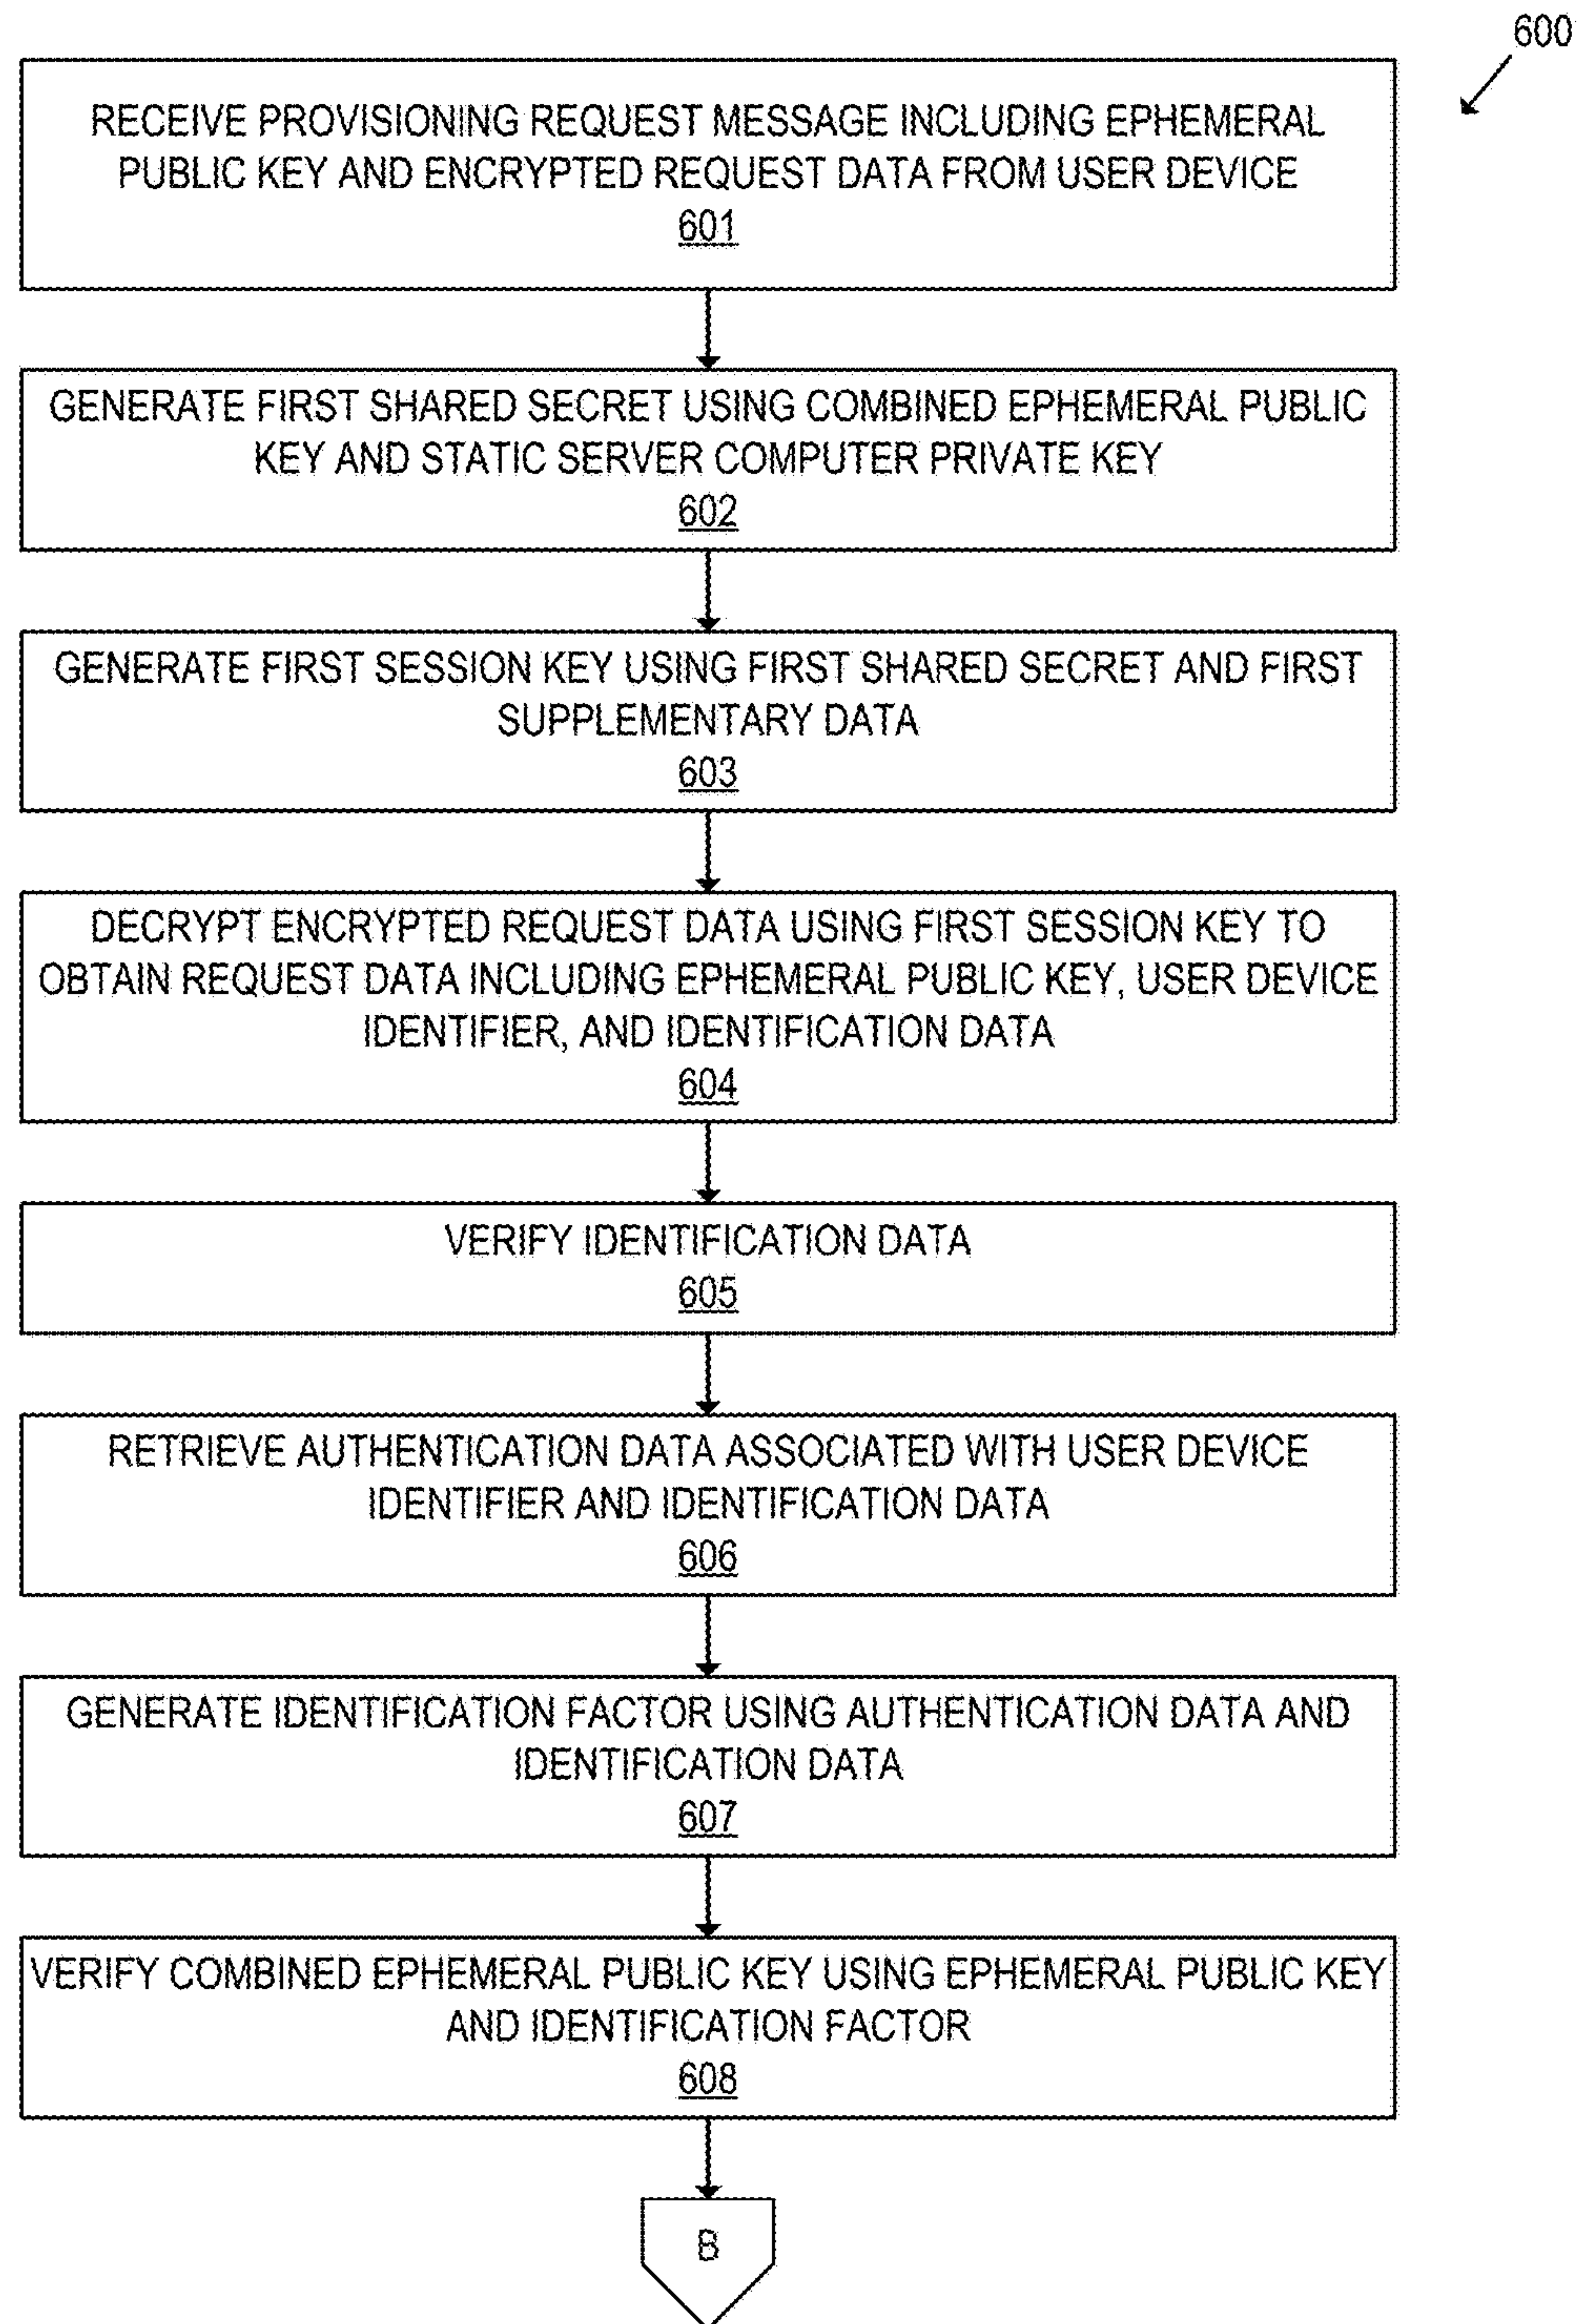 600
RECEIVE PROVISIONING REQUEST MESSAGE INCLUDING EPHEMERAL
PUBLIC KEY AND ENCRYPTED REQUEST DATA FROM USER DEVICE
601
GENERATE FIRST SHARED SECRET USING COMBINED EPHEMERAL PUBLIC
KEY AND STATIC SERVER COMPUTER PRIVATE KEY
602
GENERATE FIRST SESSION KEY USING FIRST SHARED SECRET AND FIRST
SUPPLEMENTARY DATA
603
DECRYPT ENCRYPTED REQUEST DATA USING FIRST SESSION KEY TO
OBTAIN REQUEST DATA INCLUDING EPHEMERAL PUBLIC KEY, USER DEVICE
IDENTIFIER, AND IDENTIFICATION DATA
604
VERIFY IDENTIFICATION DATA
605
RETRIEVE AUTHENTICATION DATA ASSOCIATED WITH USER DEVICE
IDENTIFIER AND IDENTIFICATION DATA
606
GENERATE IDENTIFICATION FACTOR USING AUTHENTICATION DATA AND
IDENTIFICATION DATA
607
VERIFY COMBINED EPHEMERAL PUBLIC KEY USING EPHEMERAL PUBLIC KEY
AND IDENTIFICATION FACTOR
608
B